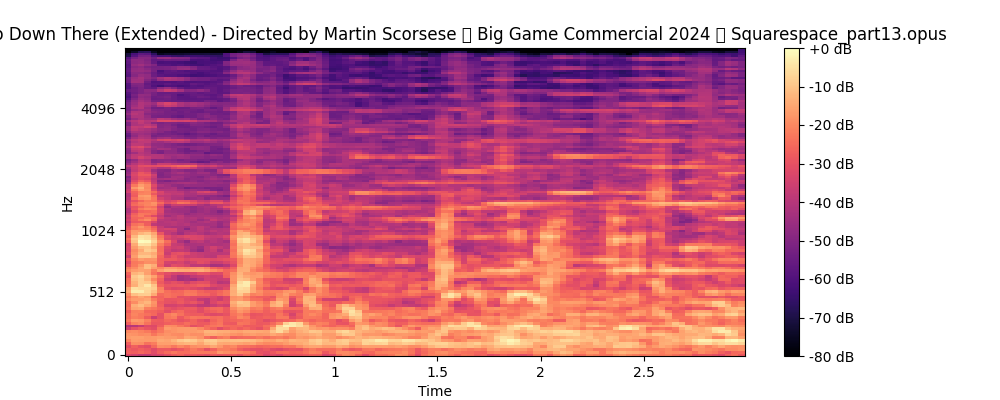 Down There (Extended) - Directed by Martin Scorsese ▯ Big Game Commercial 2024 ▯ Squarespace_part13.opus
+0 dB
4096
-10 dB
-20 dB
2048
-30 dB
Hz
-40 dB
1024
-50 dB
512
-60 dB
-70 dB
0
-80 dB
0
0.5
1
1.5
2
2.5
Time